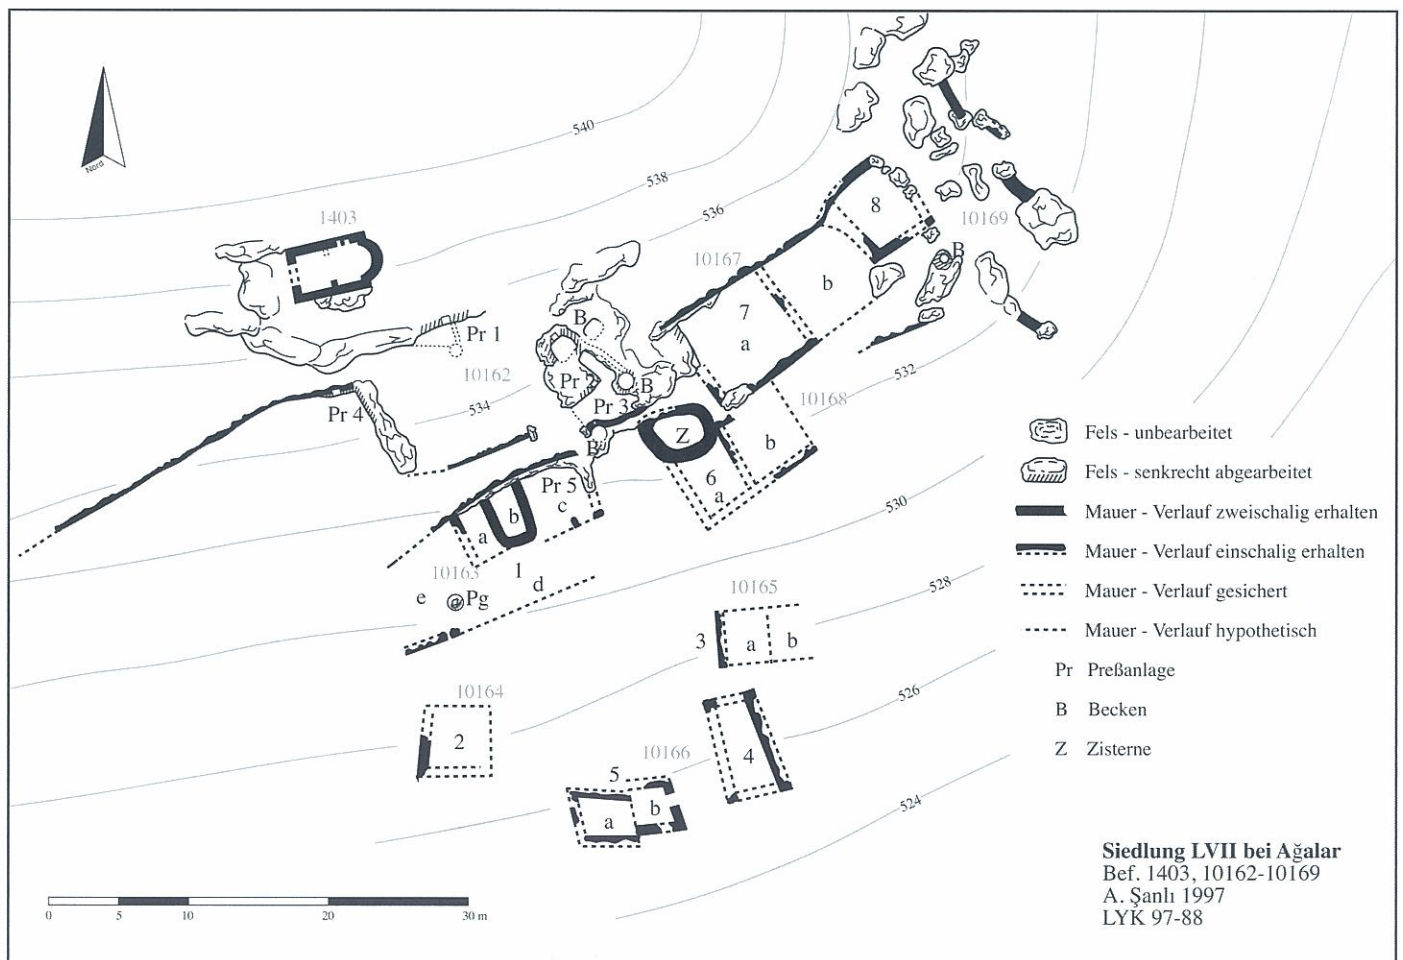 Nord
540
538
536
1403
10169
8
B
10167
b
7
a
Pr 1
B
10162
Pr 2
B
532
10168
Pr 4
534
Pr 3
Z
b
B
6
a
Pr 5
b
c
a
530
10163
1
d
e
Pg
10165
528
3
a
b
10164
526
2
10166
4
5
a
b
524
Fels - unbearbeitet
Fels - senkrecht abgearbeitet
Mauer - Verlauf zweischalig erhalten
Mauer - Verlauf einschalig erhalten
Mauer - Verlauf gesichert
Mauer - Verlauf hypothetisch
Pr Preßanlage
B Becken
Z Zisterne
Siedlung LVII bei Ağalar
Bef. 1403, 10162-10169
A. Şanlı 1997
LYK 97-88
0 5 10 20 30 m